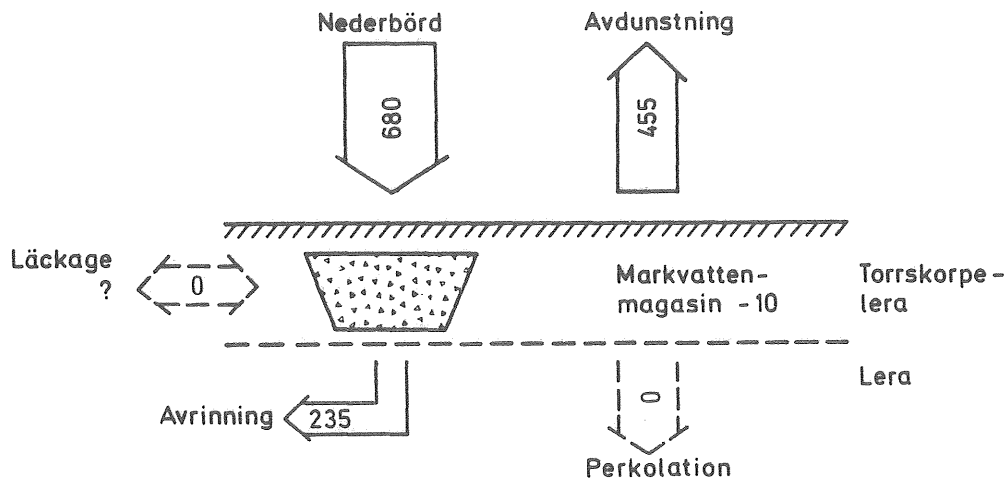 Nederbörd
Avdunstning
680
455
Läckage
?
0
Markvatten-
magasin -10
Torrskorpe-
lera
Lera
Avrinning
235
0
Perkolation